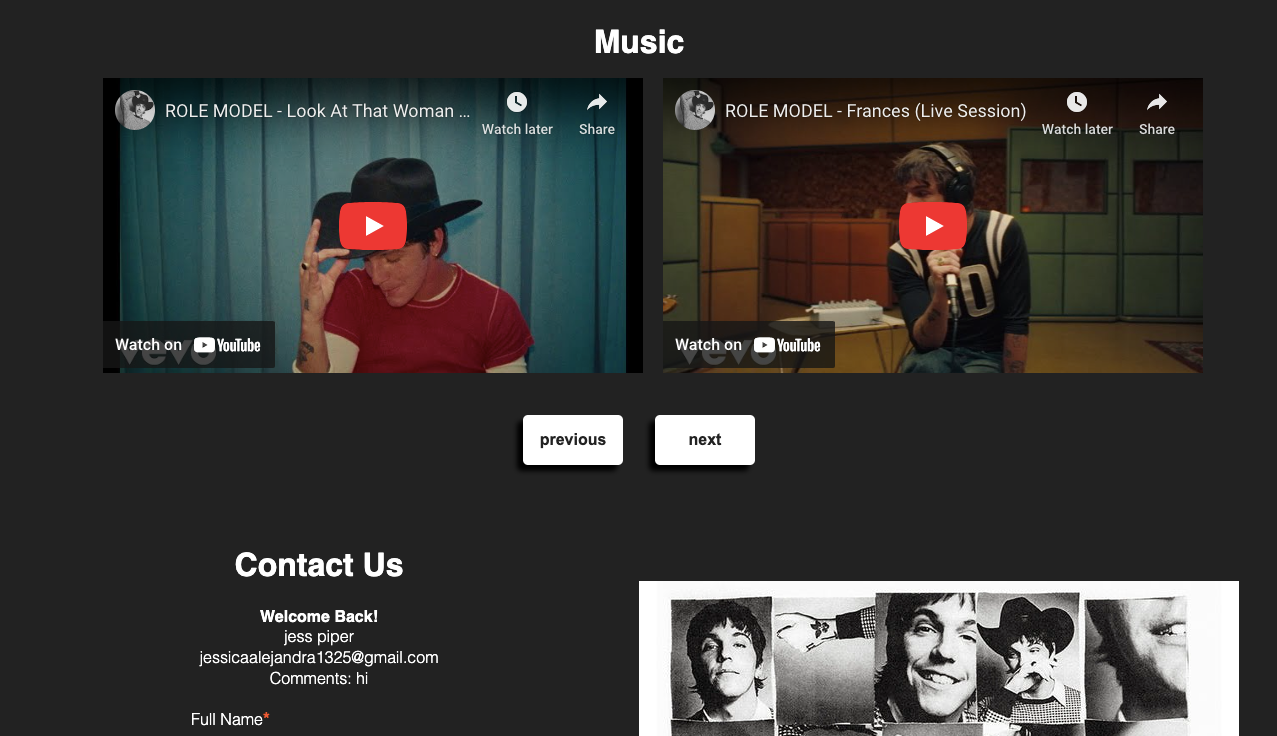 Music
ROLE MODEL - Look At That Woman ...
Watch later
Share
ROLE MODEL - Frances (Live Session)
Watch later
Share
vevo
Watch on YouTube
vevo
Watch on YouTube
previous
next
Contact Us
Welcome Back!
jess piper
jessicaalejandra1325@gmail.com
Comments: hi
Full Name*